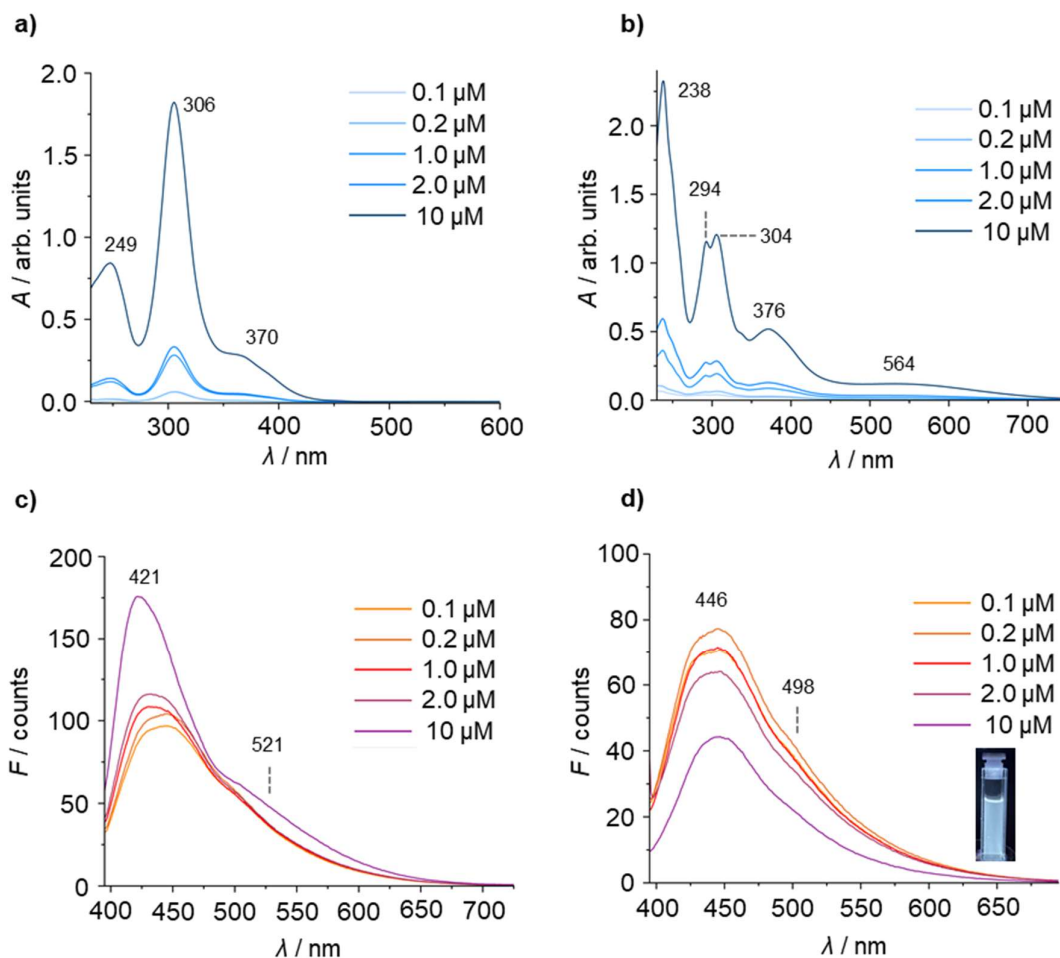 a)
A / arb. units
2.0
1.5
1.0
0.5
0.0
249
306
370
0.1 µM
0.2 µM
1.0 µM
2.0 µM
10 µM
300
400
500
600
λ / nm
b)
A / arb. units
2.0
1.5
1.0
0.5
0.0
238
294
304
376
564
0.1 µM
0.2 µM
1.0 µM
2.0 µM
10 µM
300
400
500
600
700
λ / nm
c)
F / counts
200
150
100
50
0
421
521
0.1 µM
0.2 µM
1.0 µM
2.0 µM
10 µM
400
450
500
550
600
650
700
λ / nm
d)
F / counts
100
80
60
40
20
0
446
498
0.1 µM
0.2 µM
1.0 µM
2.0 µM
10 µM
400
450
500
550
600
650
λ / nm